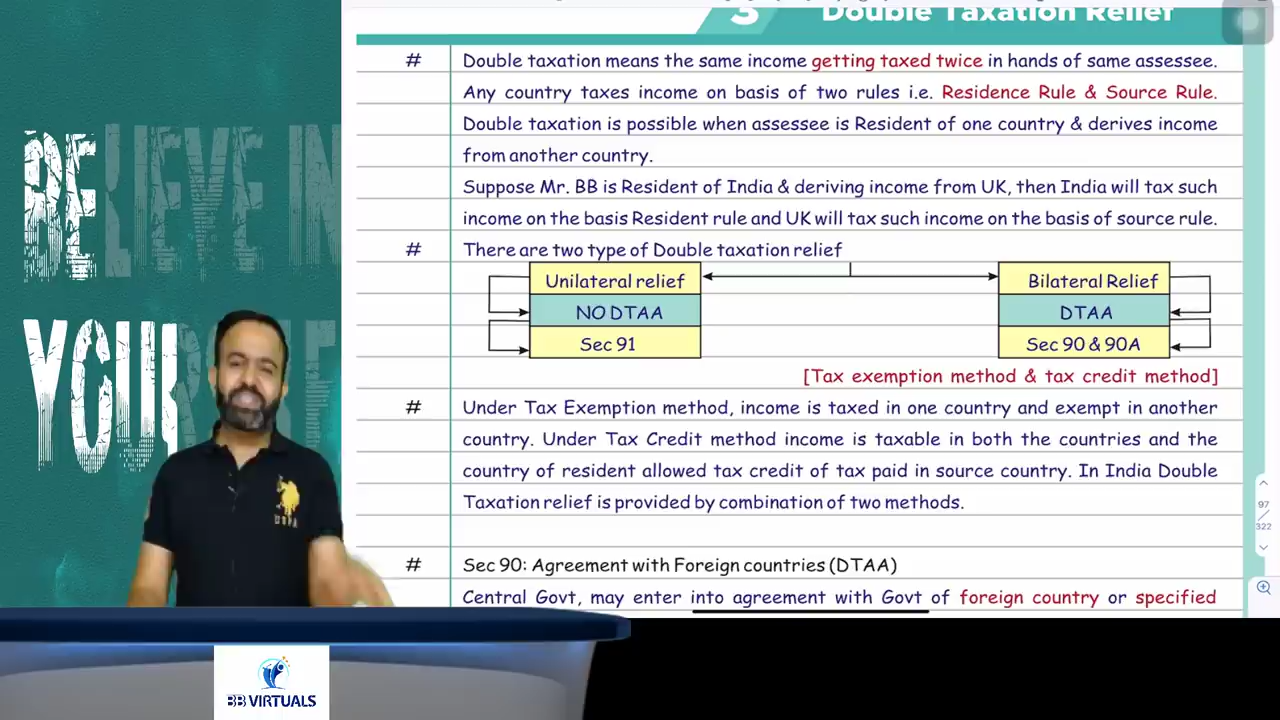 3 Double Taxation Relief
BELIEVE IN
# Double taxation means the same income getting taxed twice in hands of same assessee.
Any country taxes income on basis of two rules i.e. Residence Rule & Source Rule.
Double taxation is possible when assessee is Resident of one country & derives income
from another country.
Suppose Mr. BB is Resident of India & deriving income from UK, then India will tax such
income on the basis Resident rule and UK will tax such income on the basis of source rule.
# There are two type of Double taxation relief
Unilateral relief
NO DTAA
Sec 91
Bilateral Relief
DTAA
Sec 90 & 90A
[Tax exemption method & tax credit method]
# Under Tax Exemption method, income is taxed in one country and exempt in another
country. Under Tax Credit method income is taxable in both the countries and the
country of resident allowed tax credit of tax paid in source country. In India Double
Taxation relief is provided by combination of two methods.
# Sec 90: Agreement with Foreign countries (DTAA)
Central Govt, may enter into agreement with Govt of foreign country or specified
97
322
USPA
BB VIRTUALS